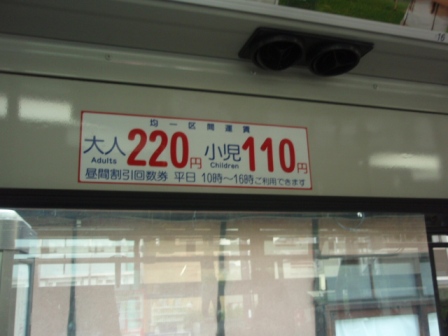 均一区間運賃
大人220円 小児110円
Adults Children
昼間割引回数券 平日 10時～16時ご利用できます